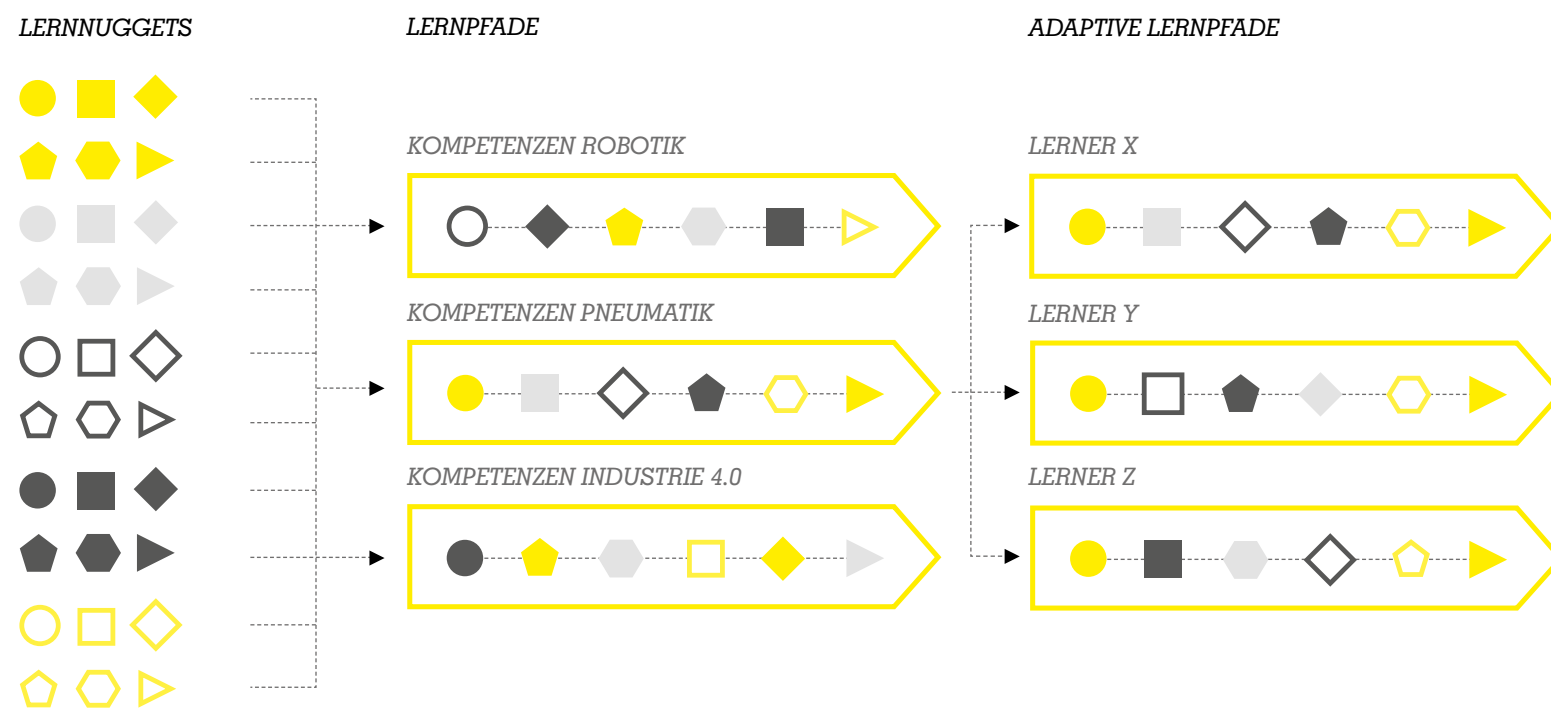 LERNNUGGETS
LERNPFADE
ADAPTIVE LERNPFADE
KOMPETENZEN ROBOTIK
LERNER X
KOMPETENZEN PNEUMATIK
LERNER Y
KOMPETENZEN INDUSTRIE 4.0
LERNER Z